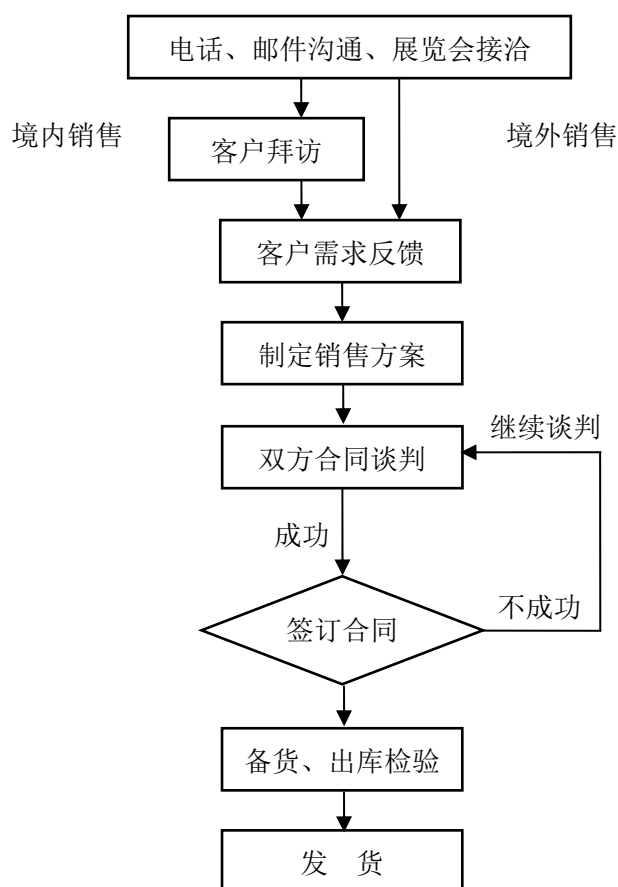 电话、邮件沟通、展览会接洽
境内销售
境外销售
客户拜访
客户需求反馈
制定销售方案
继续谈判
双方合同谈判
成功
不成功
签订合同
备货、出库检验
发 货